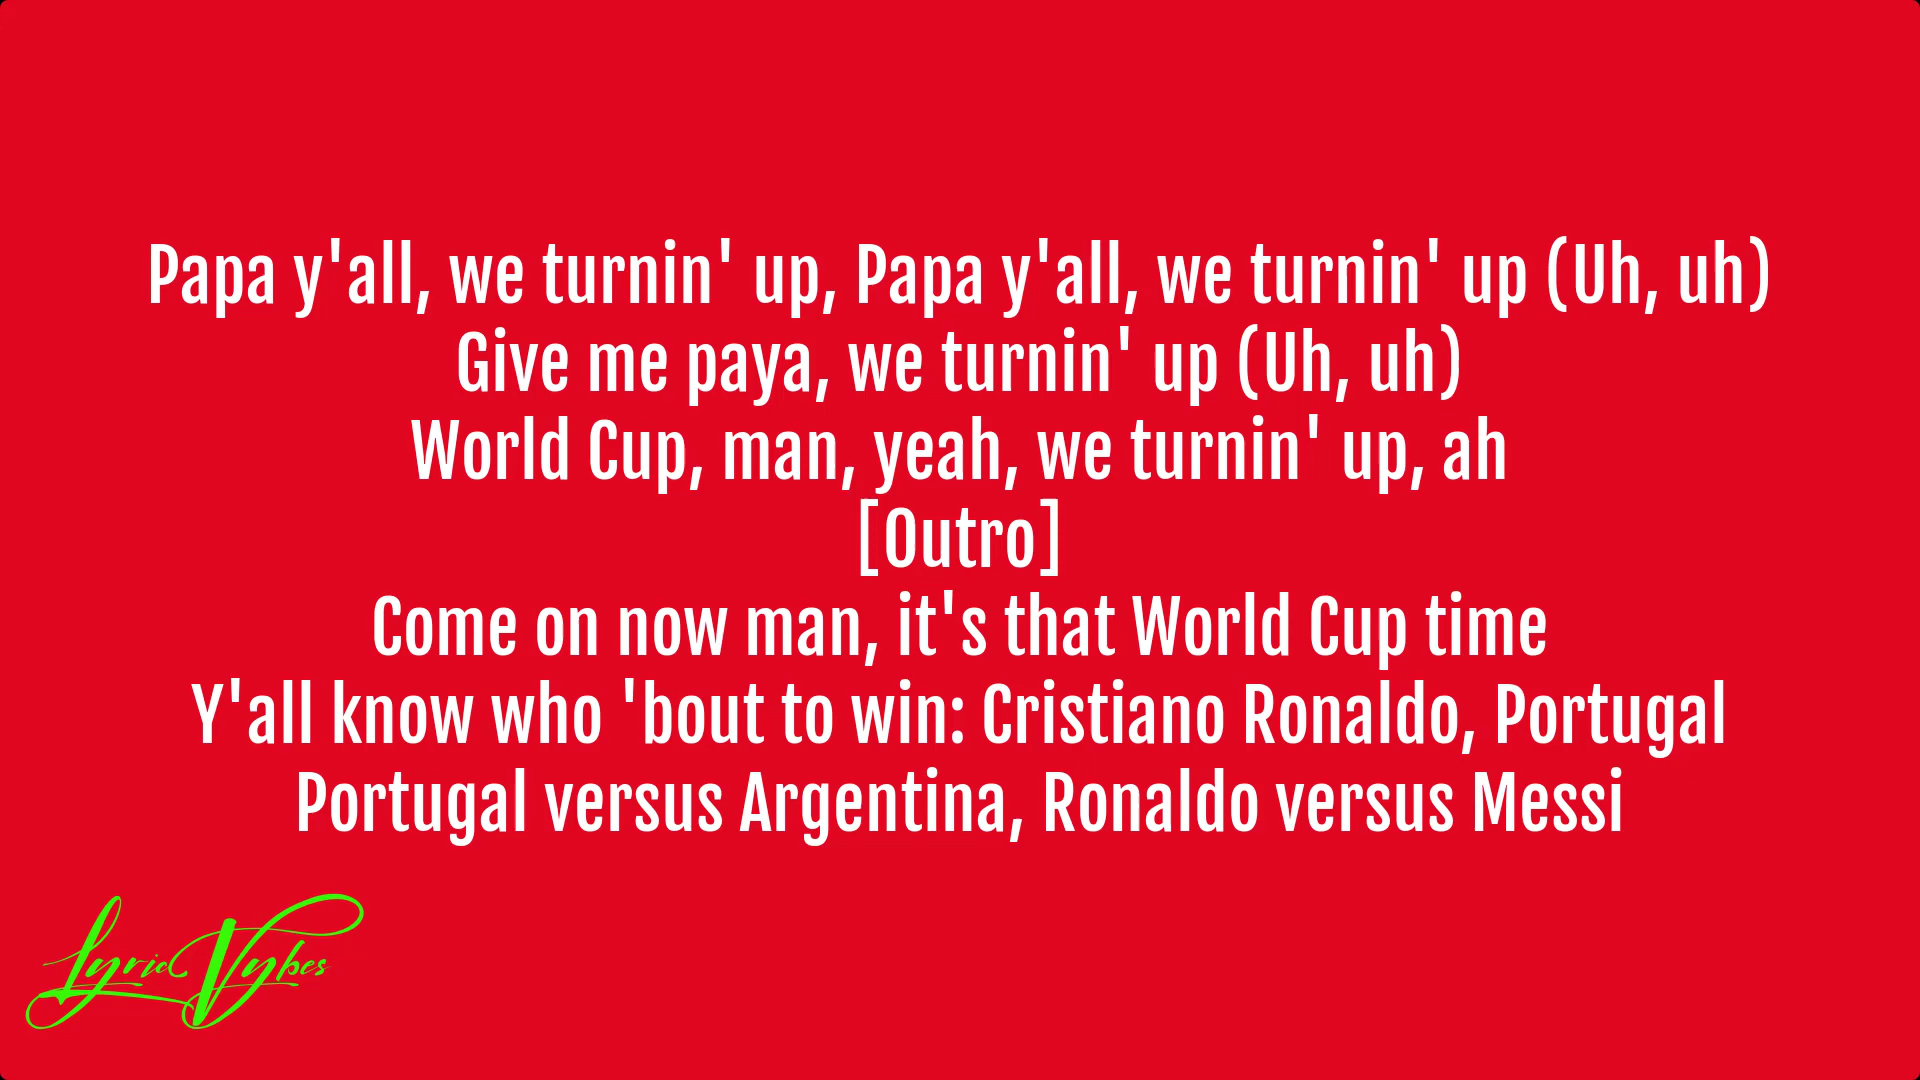 Papa y'all, we turnin' up, Papa y'all, we turnin' up (Uh, uh)
Give me paya, we turnin' up (Uh, uh)
World Cup, man, yeah, we turnin' up, ah
[Outro]
Come on now man, it's that World Cup time
Y'all know who 'bout to win: Cristiano Ronaldo, Portugal
Portugal versus Argentina, Ronaldo versus Messi
Lyric Vybes